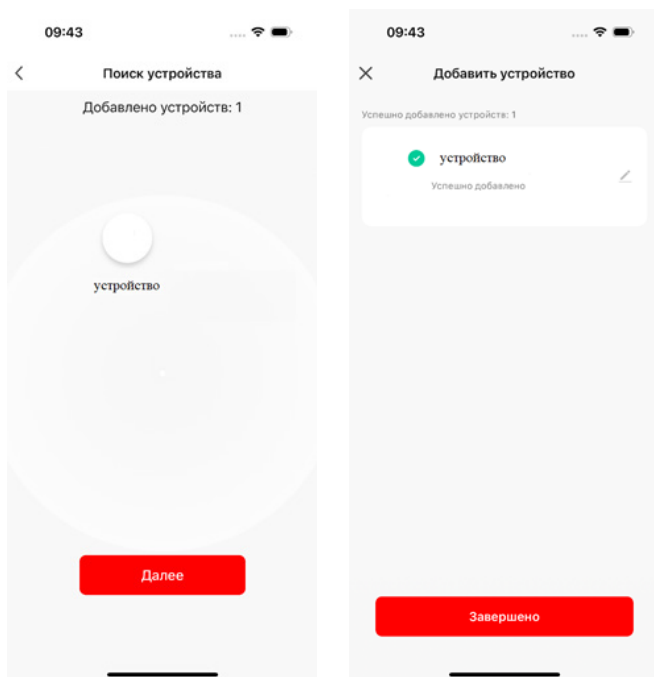 09:43
Поиск устройства
Добавлено устройств: 1
устройство
Далее
09:43
Добавить устройство
Успешно добавлено устройств: 1
устройство
Успешно добавлено
Завершено